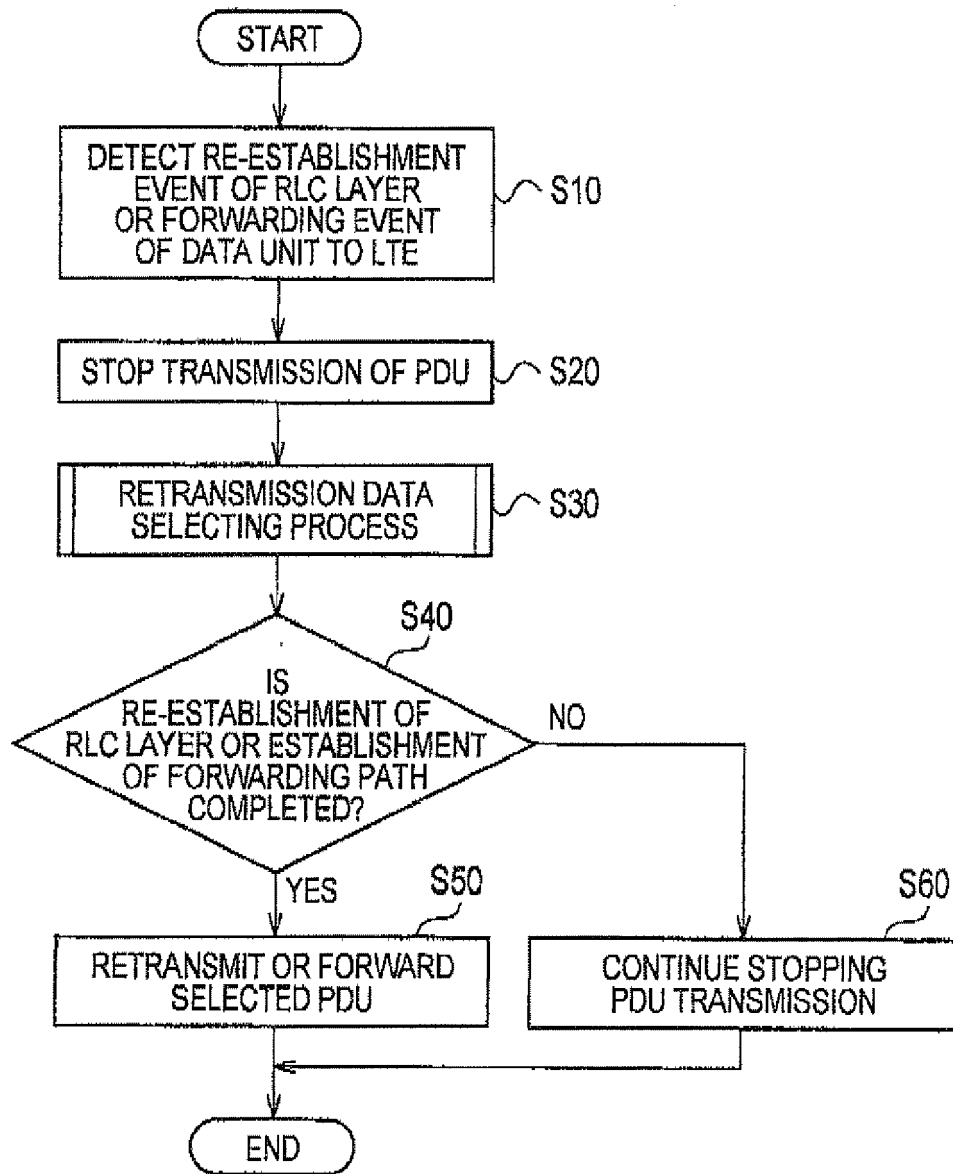 START
DETECT RE-ESTABLISHMENT
EVENT OF RLC LAYER
OR FORWARDING EVENT
OF DATA UNIT TO LTE
S10
STOP TRANSMISSION OF PDU
S20
RETRANSMISSION DATA
SELECTING PROCESS
S30
S40
IS
RE-ESTABLISHMENT OF
RLC LAYER OR ESTABLISHMENT
OF FORWARDING PATH
COMPLETED?
NO
YES
S50
RETRANSMIT OR FORWARD
SELECTED PDU
S60
CONTINUE STOPPING
PDU TRANSMISSION
END